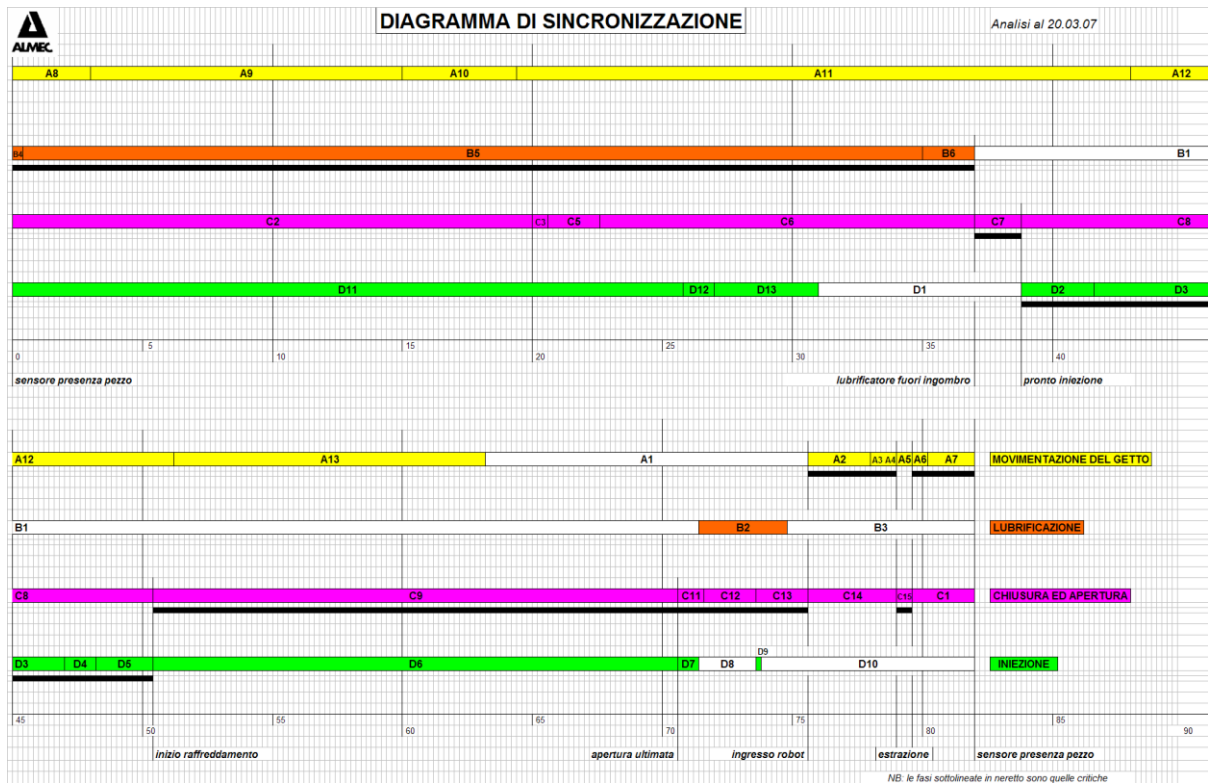 DIAGRAMMA DI SINCRONIZZAZIONE
Analisi al 20.03.07
ALMEC
A8 A9 A10 A11 A12
B4 B5 B6 B1
C2 C3 C5 C6 C7 C8
D11 D12 D13 D1 D2 D3
0 5 10 15 20 25 30 35 40
sensore presenza pezzo lubrificatore fuori ingombro pronto iniezione
A12 A13 A1 A2 A3 A4 A5 A6 A7 MOVIMENTAZIONE DEL GETTO
B1 B2 B3 LUBRIFICAZIONE
C8 C9 C11 C12 C13 C14 C15 C1 CHIUSURA ED APERTURA
D9
D3 D4 D5 D6 D7 D8 D10 INIEZIONE
45 50 55 60 65 70 75 80 85 90
inizio raffreddamento apertura ultimata ingresso robot estrazione sensore presenza pezzo
NB: le fasi sottolineate in neretto sono quelle critiche